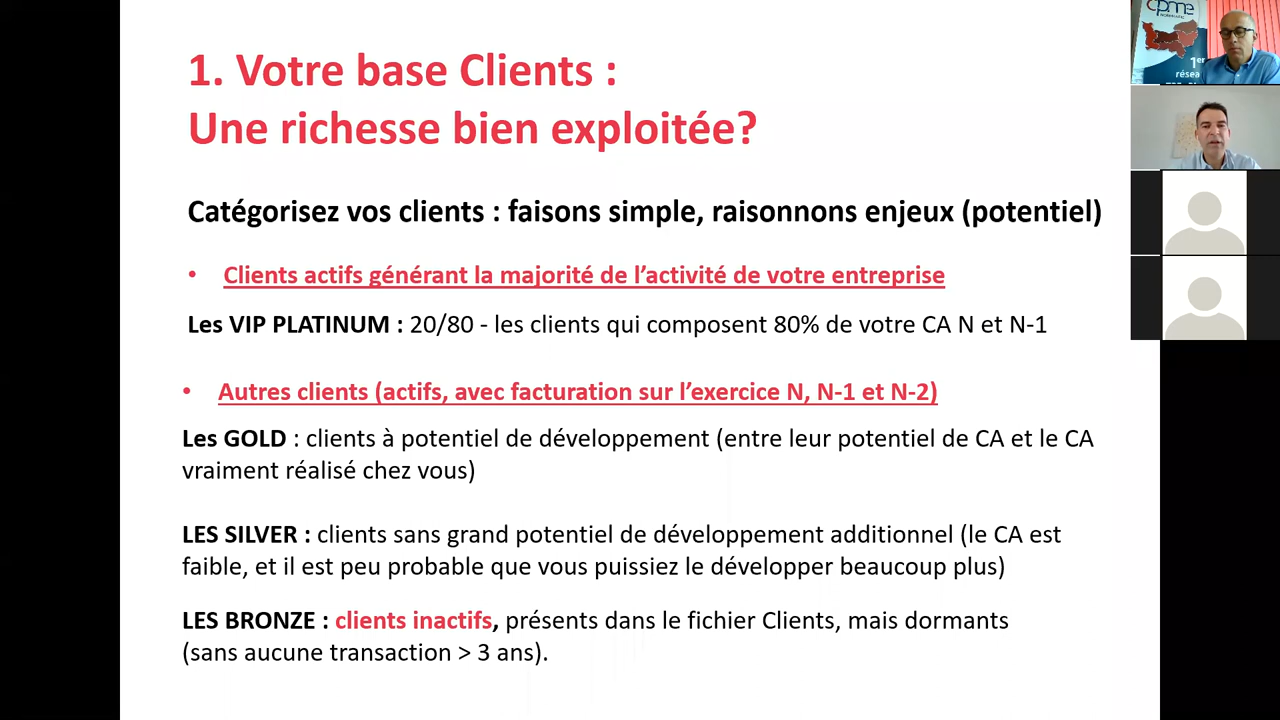 1. Votre base Clients :
Une richesse bien exploitée?
Catégorisez vos clients : faisons simple, raisonnons enjeux (potentiel)
• Clients actifs générant la majorité de l’activité de votre entreprise
Les VIP PLATINUM : 20/80 - les clients qui composent 80% de votre CA N et N-1
• Autres clients (actifs, avec facturation sur l’exercice N, N-1 et N-2)
Les GOLD : clients à potentiel de développement (entre leur potentiel de CA et le CA
vraiment réalisé chez vous)
LES SILVER : clients sans grand potentiel de développement additionnel (le CA est
faible, et il est peu probable que vous puissiez le développer beaucoup plus)
LES BRONZE : clients inactifs, présents dans le fichier Clients, mais dormants
(sans aucune transaction > 3 ans).
cpme
1er